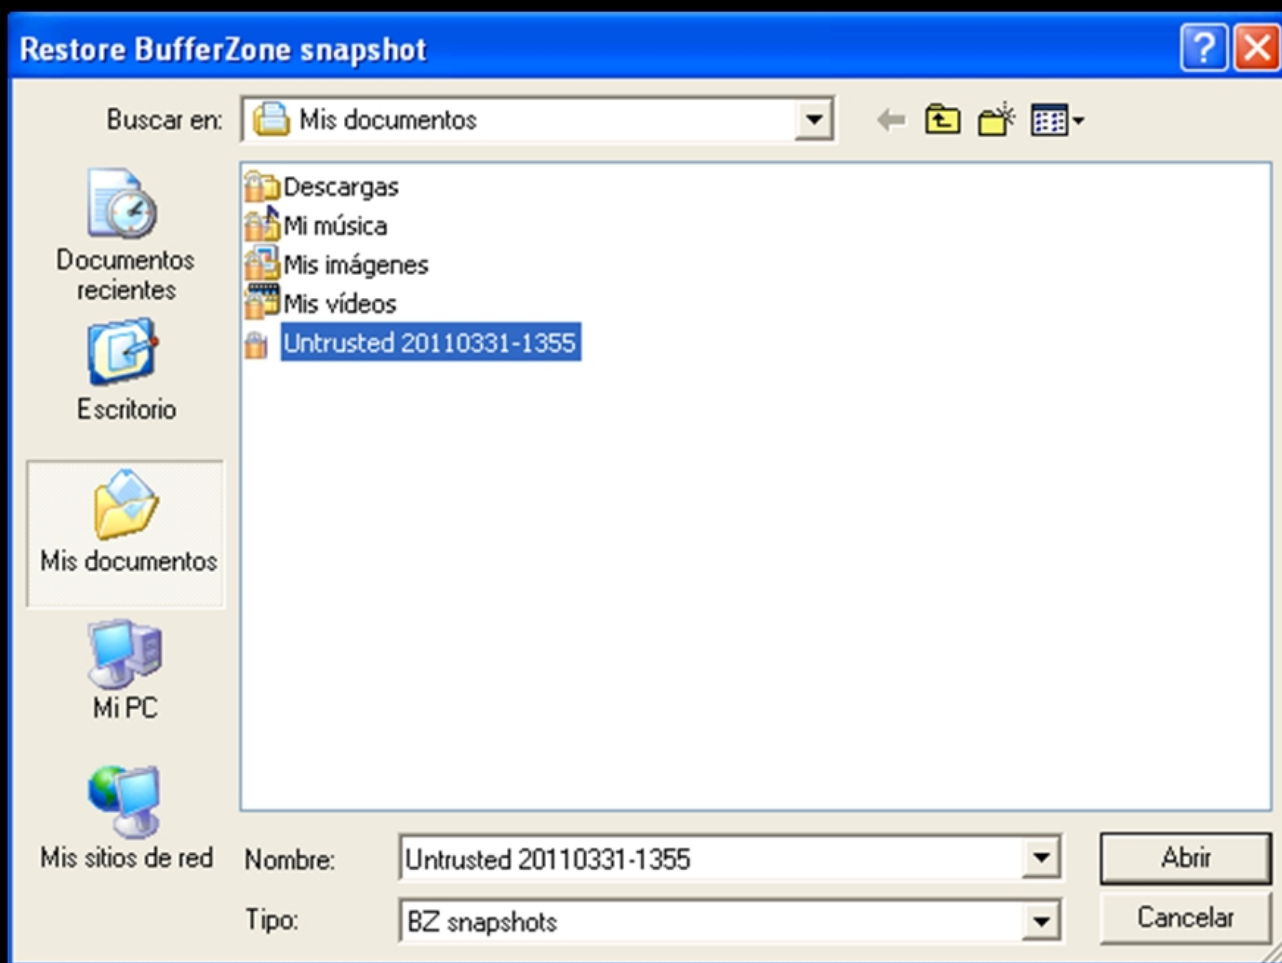 Restore BufferZone snapshot
Buscar en: Mis documentos
Descargas
Mi música
Mis imágenes
Mis vídeos
Untrusted 20110331-1355
Documentos
recientes
Escritorio
Mis documentos
Mi PC
Mis sitios de red
Nombre: Untrusted 20110331-1355 Abrir
Tipo: BZ snapshots Cancelar